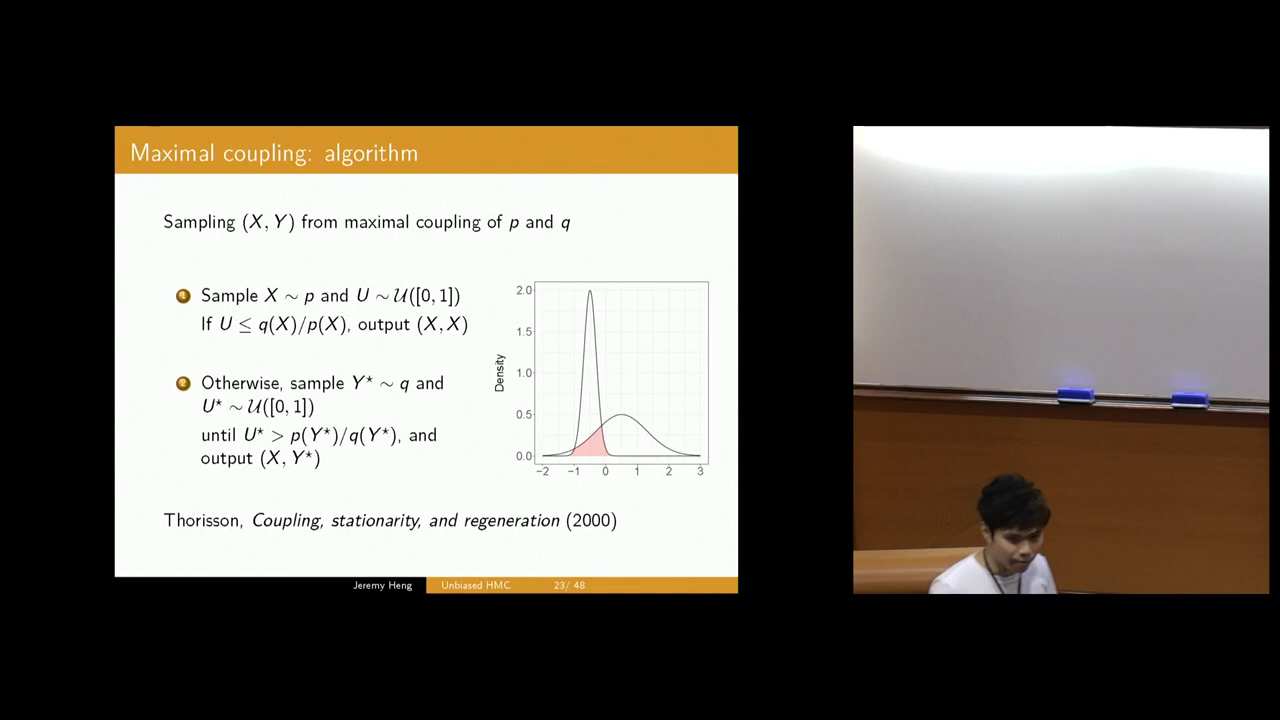 Maximal coupling: algorithm
Sampling (X, Y) from maximal coupling of p and q
1 Sample X ∼ p and U ∼ 𝒰([0, 1])
If U ≤ q(X)/p(X), output (X, X)
2 Otherwise, sample Y⋆ ∼ q and
U⋆ ∼ 𝒰([0, 1])
until U⋆ > p(Y⋆)/q(Y⋆), and
output (X, Y⋆)
Density
2.0
1.5
1.0
0.5
0.0
−2 −1 0 1 2 3
Thorisson, Coupling, stationarity, and regeneration (2000)
Jeremy Heng Unbiased HMC 23/ 48